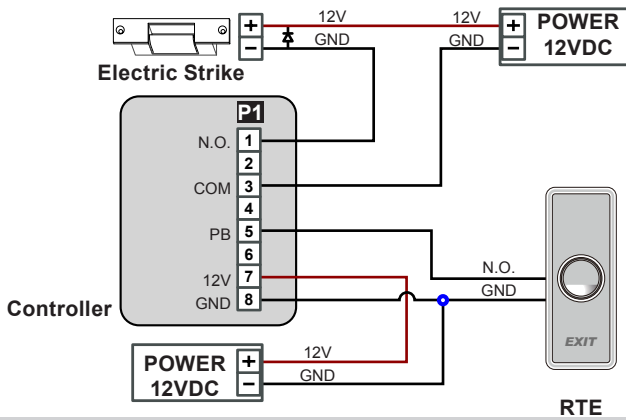 12V
12V
+
+
POWER
12VDC
GND
GND
−
−
Electric Strike
P1
N.O.
1
2
COM
3
4
PB
5
6
N.O.
12V
7
GND
GND
8
Controller
EXIT
POWER
12VDC
+
12V
−
GND
RTE